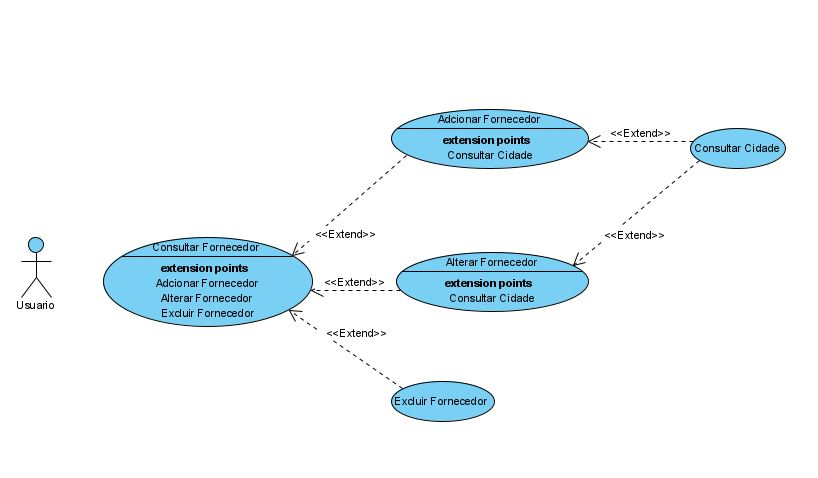 Adcionar Fornecedor
extension points
Consultar Cidade
<<Extend>>
Consultar Cidade
<<Extend>>
<<Extend>>
Consultar Fornecedor
extension points
Adcionar Fornecedor
Alterar Fornecedor
Excluir Fornecedor
Usuario
<<Extend>>
Alterar Fornecedor
extension points
Consultar Cidade
<<Extend>>
Excluir Fornecedor